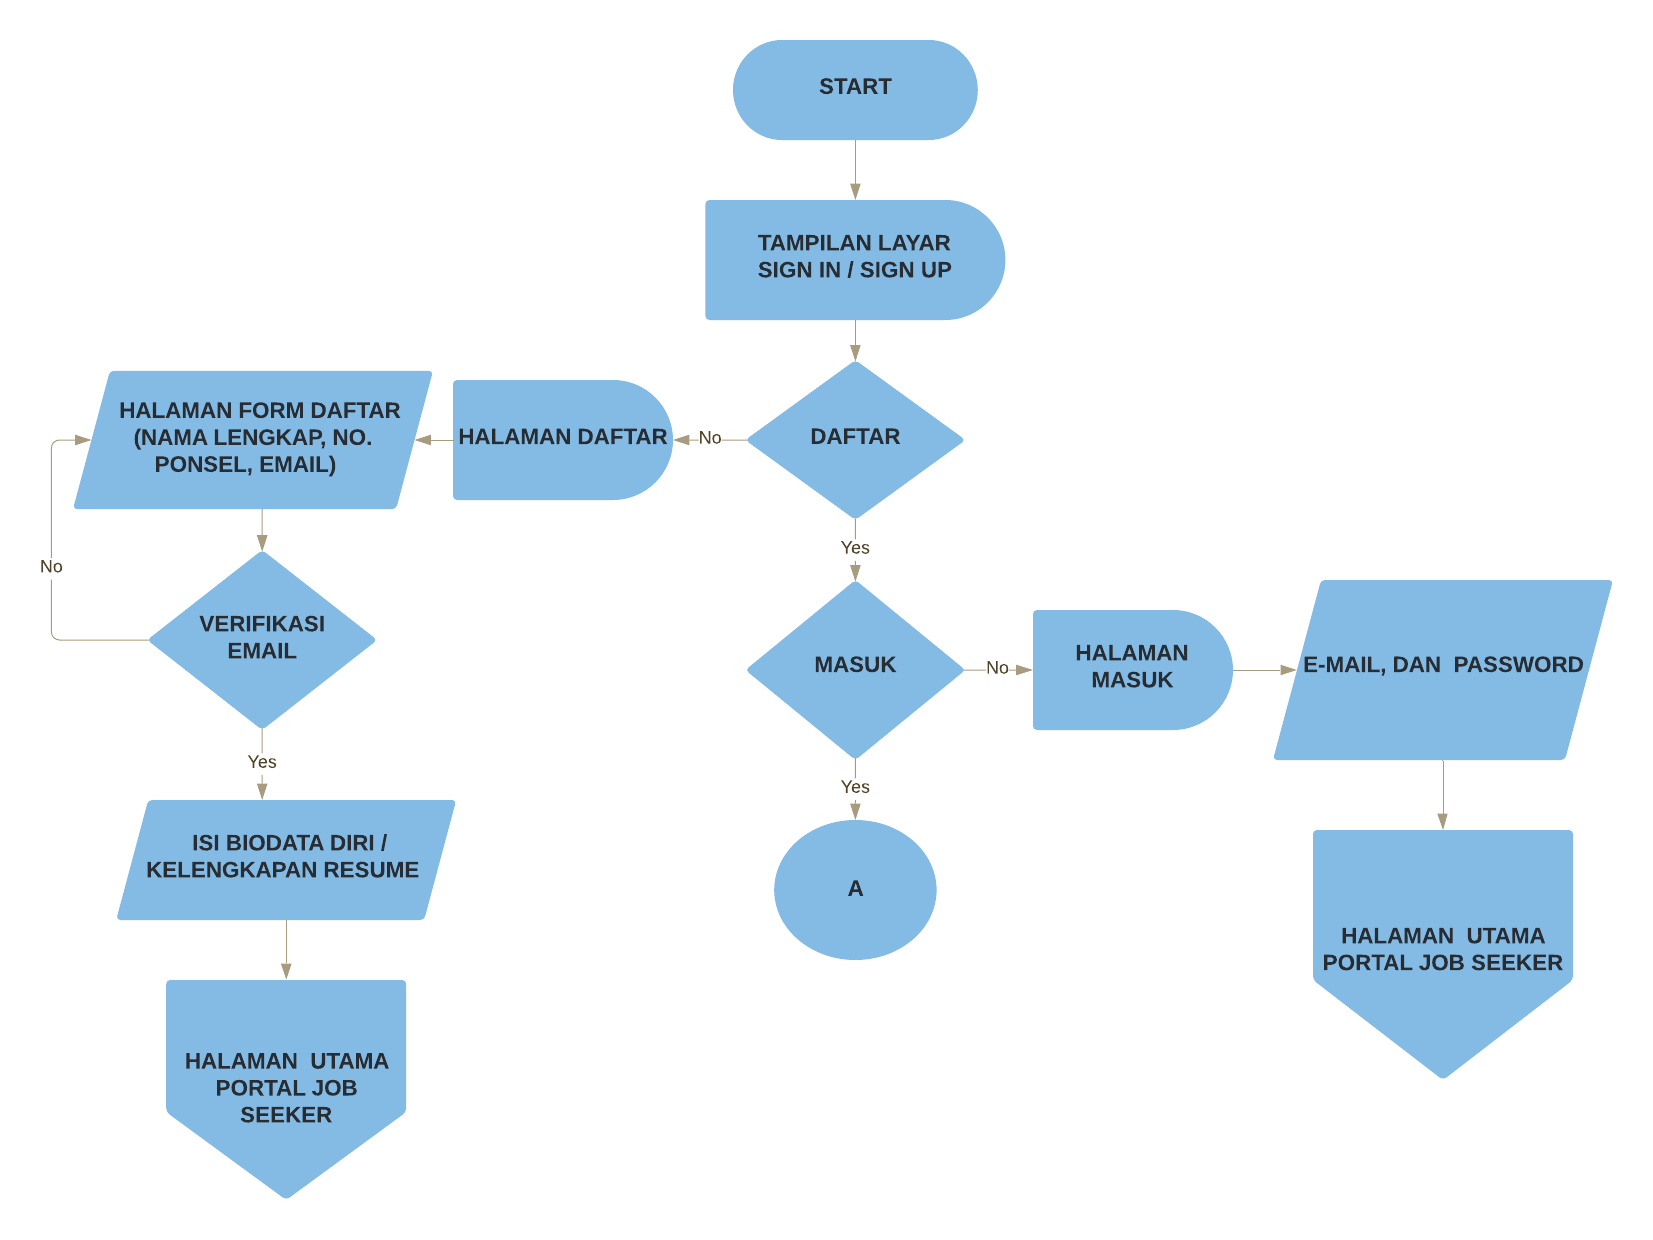 START
TAMPILAN LAYAR
SIGN IN / SIGN UP
HALAMAN FORM DAFTAR
(NAMA LENGKAP, NO.
PONSEL, EMAIL)
HALAMAN DAFTAR
No
DAFTAR
Yes
No
VERIFIKASI
EMAIL
MASUK
No
HALAMAN
MASUK
E-MAIL, DAN  PASSWORD
Yes
Yes
ISI BIODATA DIRI /
KELENGKAPAN RESUME
A
HALAMAN  UTAMA
PORTAL JOB SEEKER
HALAMAN  UTAMA
PORTAL JOB
SEEKER